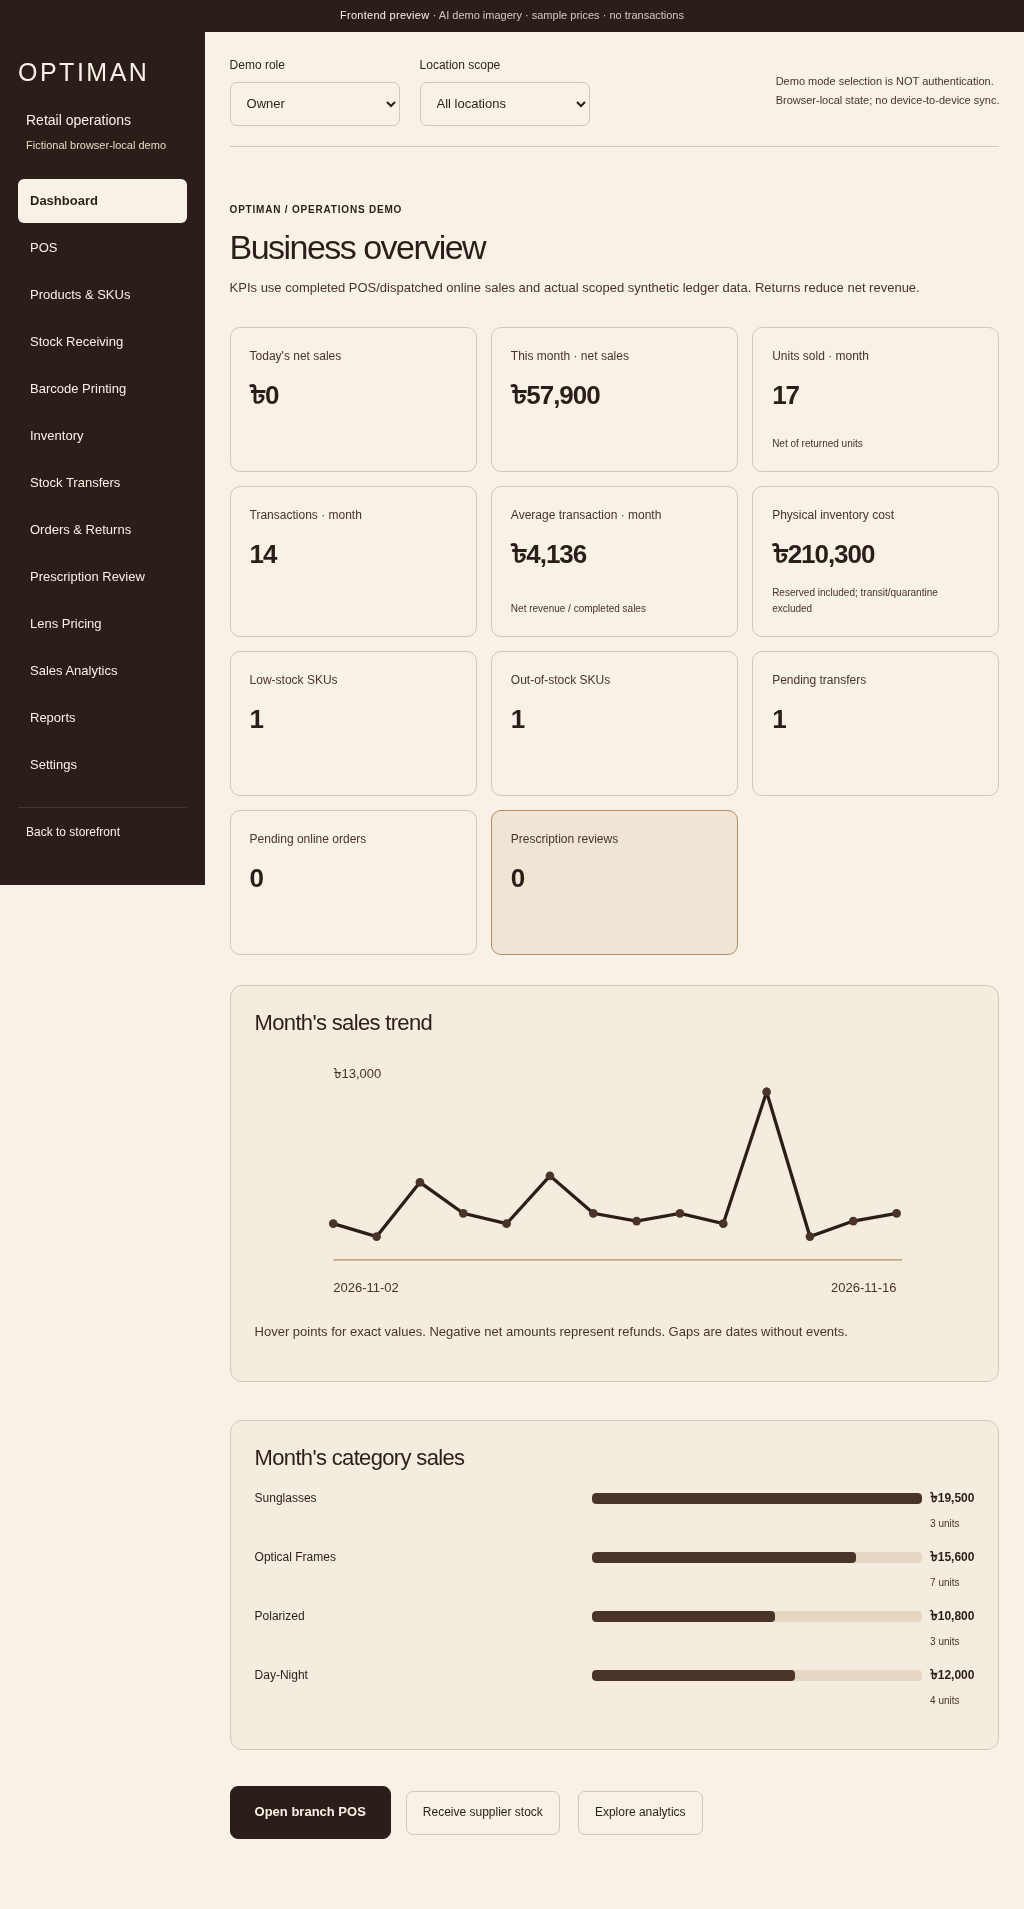 Frontend preview · AI demo imagery · sample prices · no transactions
OPTIMAN
Retail operations
Fictional browser-local demo
Dashboard
POS
Products & SKUs
Stock Receiving
Barcode Printing
Inventory
Stock Transfers
Orders & Returns
Prescription Review
Lens Pricing
Sales Analytics
Reports
Settings
Back to storefront
Demo role
Owner
Location scope
All locations
Demo mode selection is NOT authentication.
Browser-local state; no device-to-device sync.
OPTIMAN / OPERATIONS DEMO
Business overview
KPIs use completed POS/dispatched online sales and actual scoped synthetic ledger data. Returns reduce net revenue.
Today's net sales
৳0
This month · net sales
৳57,900
Units sold · month
17
Net of returned units
Transactions · month
14
Average transaction · month
৳4,136
Net revenue / completed sales
Physical inventory cost
৳210,300
Reserved included; transit/quarantine
excluded
Low-stock SKUs
1
Out-of-stock SKUs
1
Pending transfers
1
Pending online orders
0
Prescription reviews
0
Month's sales trend
৳13,000
2026-11-02
2026-11-16
Hover points for exact values. Negative net amounts represent refunds. Gaps are dates without events.
Month's category sales
Sunglasses
৳19,500
3 units
Optical Frames
৳15,600
7 units
Polarized
৳10,800
3 units
Day-Night
৳12,000
4 units
Open branch POS
Receive supplier stock
Explore analytics